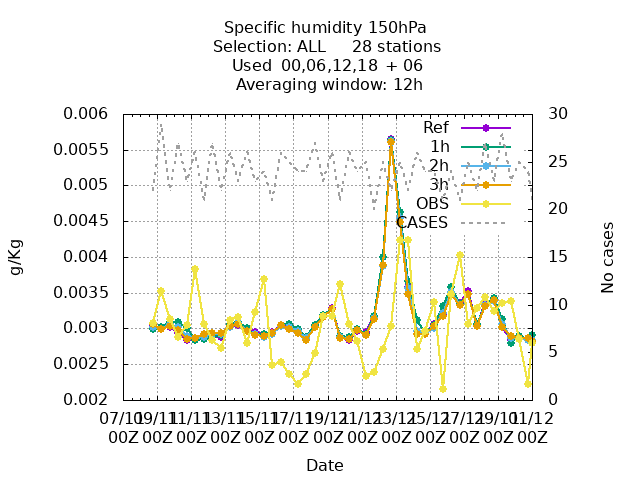 Specific humidity 150hPa
Selection: ALL 28 stations
Used 00,06,12,18 + 06
Averaging window: 12h
g/Kg
No cases
0.006
0.0055
0.005
0.0045
0.004
0.0035
0.003
0.0025
0.002
30
25
20
15
10
5
0
Ref
1h
2h
3h
OBS
CASES
07/10 09/11 11/11 13/11 15/11 17/11 19/12 21/12 23/12 25/12 27/12 29/10 01/12
00Z 00Z 00Z 00Z 00Z 00Z 00Z 00Z 00Z 00Z 00Z 00Z 00Z
Date